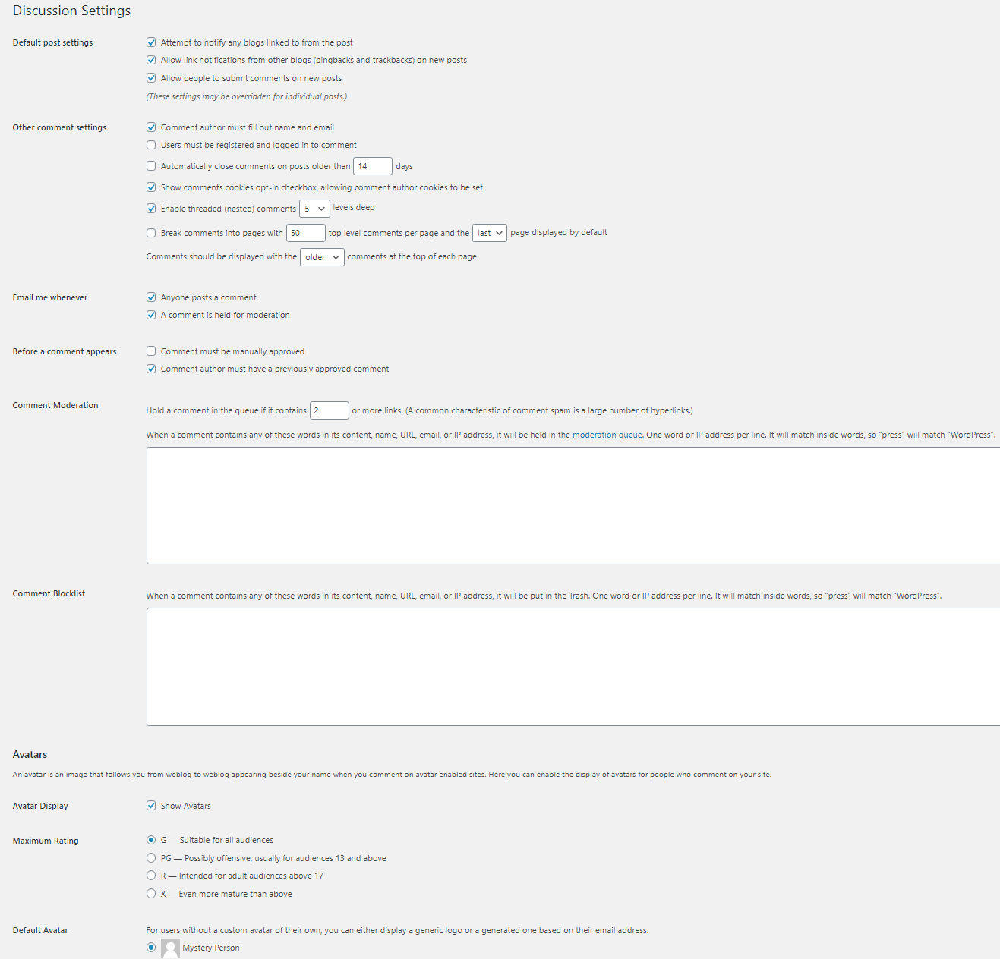 Discussion Settings
Default post settings
Attempt to notify any blogs linked to from the post
Allow link notifications from other blogs (pingbacks and trackbacks) on new posts
Allow people to submit comments on new posts
(These settings may be overridden for individual posts.)
Other comment settings
Comment author must fill out name and email
Users must be registered and logged in to comment
Automatically close comments on posts older than 14 days
Show comments cookies opt-in checkbox, allowing comment author cookies to be set
Enable threaded (nested) comments 5 levels deep
Break comments into pages with 50 top level comments per page and the last page displayed by default
Comments should be displayed with the older comments at the top of each page
Email me whenever
Anyone posts a comment
A comment is held for moderation
Before a comment appears
Comment must be manually approved
Comment author must have a previously approved comment
Comment Moderation
Hold a comment in the queue if it contains 2 or more links. (A common characteristic of comment spam is a large number of hyperlinks.)
When a comment contains any of these words in its content, name, URL, email, or IP address, it will be held in the moderation queue. One word or IP address per line. It will match inside words, so “press” will match “WordPress”.
Comment Blocklist
When a comment contains any of these words in its content, name, URL, email, or IP address, it will be put in the Trash. One word or IP address per line. It will match inside words, so “press” will match “WordPress”.
Avatars
An avatar is an image that follows you from weblog to weblog appearing beside your name when you comment on avatar enabled sites. Here you can enable the display of avatars for people who comment on your site.
Avatar Display
Show Avatars
Maximum Rating
G — Suitable for all audiences
PG — Possibly offensive, usually for audiences 13 and above
R — Intended for adult audiences above 17
X — Even more mature than above
Default Avatar
For users without a custom avatar of their own, you can either display a generic logo or a generated one based on their email address.
Mystery Person